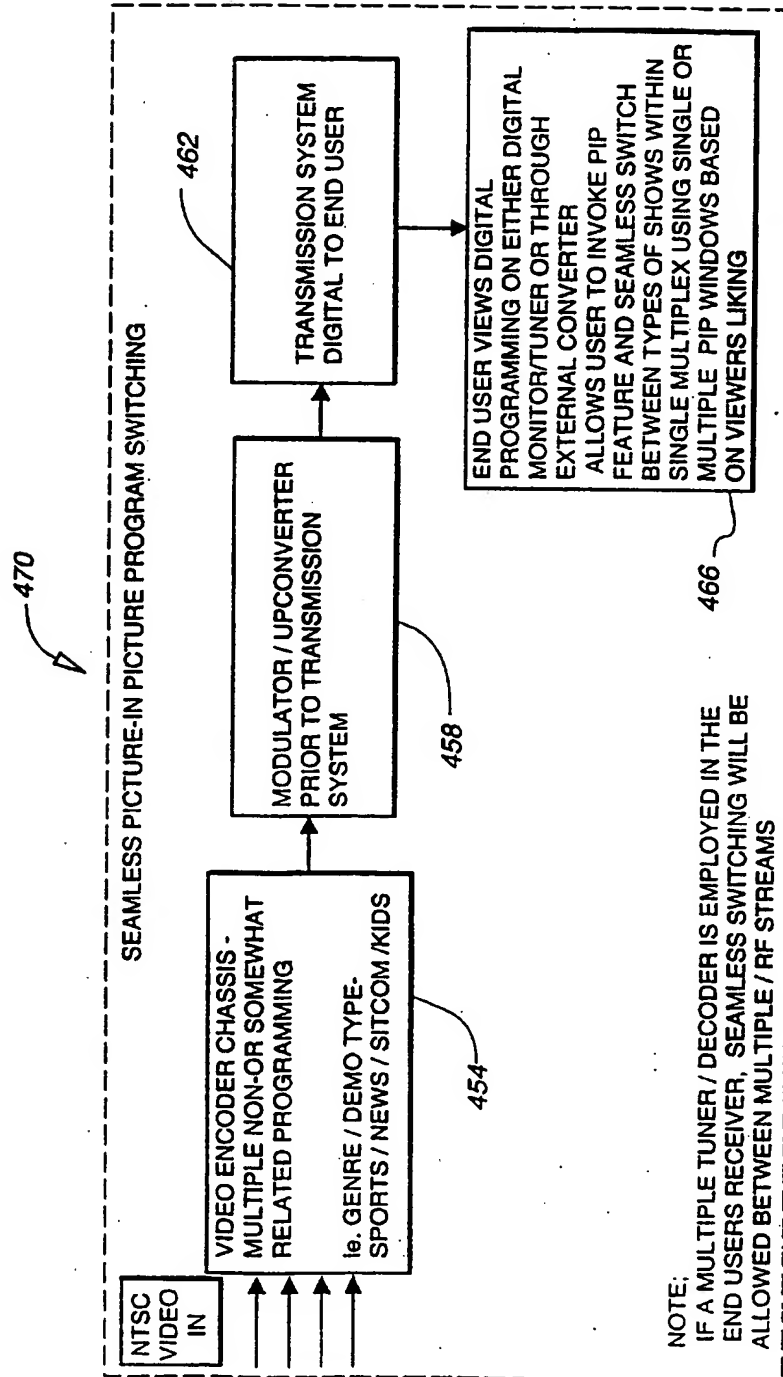 470
SEAMLESS PICTURE-IN PICTURE PROGRAM SWITCHING
NTSC
VIDEO
IN
VIDEO ENCODER CHASSIS -
MULTIPLE NON-OR SOMEWHAT
RELATED PROGRAMMING
ie. GENRE / DEMO TYPE-
SPORTS / NEWS / SITCOM /KIDS
454
MODULATOR / UPCONVERTER
PRIOR TO TRANSMISSION
SYSTEM
458
TRANSMISSION SYSTEM
DIGITAL TO END USER
462
END USER VIEWS DIGITAL
PROGRAMMING ON EITHER DIGITAL
MONITOR/TUNER OR THROUGH
EXTERNAL CONVERTER
ALLOWS USER TO INVOKE PIP
FEATURE AND SEAMLESS SWITCH
BETWEEN TYPES OF SHOWS WITHIN
SINGLE MULTIPLEX USING SINGLE OR
MULTIPLE PIP WINDOWS BASED
ON VIEWERS LIKING
466
NOTE;
IF A MULTIPLE TUNER / DECODER IS EMPLOYED IN THE
END USERS RECEIVER, SEAMLESS SWITCHING WILL BE
ALLOWED BETWEEN MULTIPLE / RF STREAMS